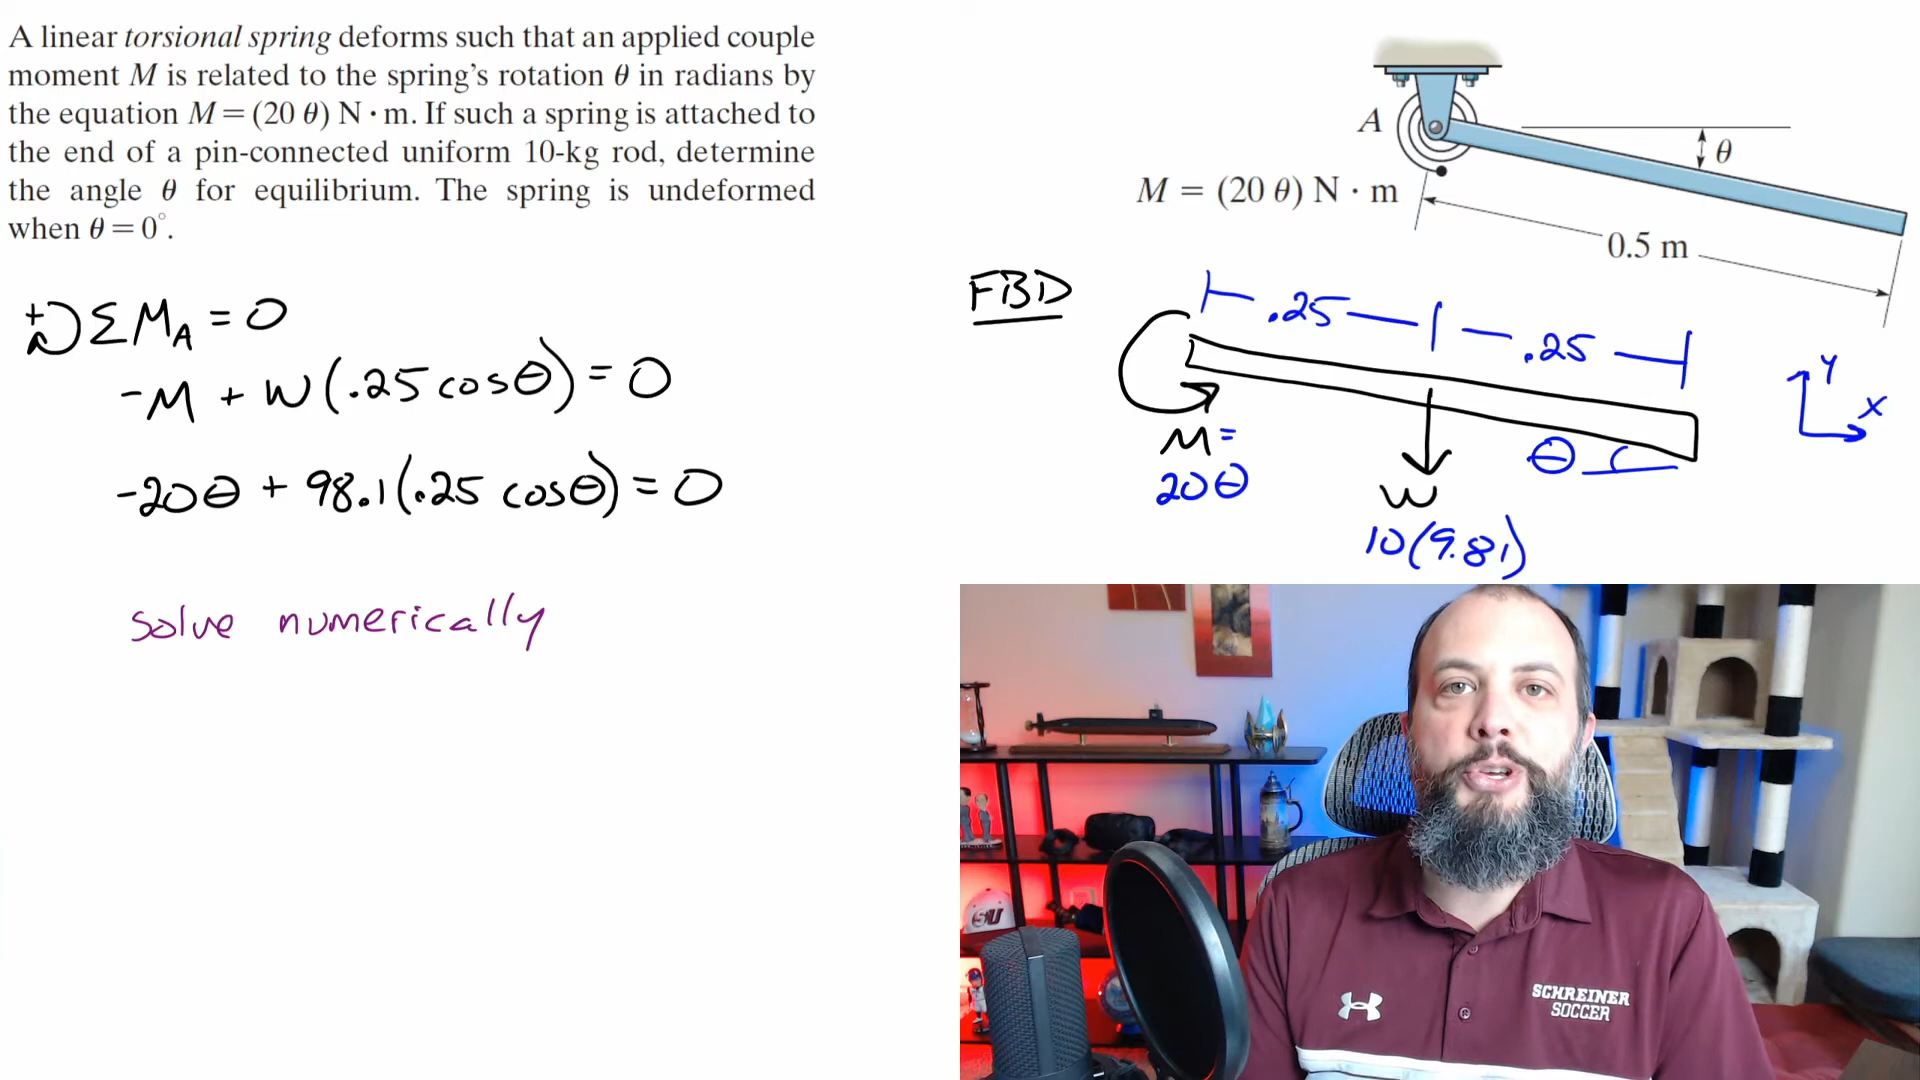 A linear torsional spring deforms such that an applied couple
moment M is related to the spring's rotation θ in radians by
the equation M = (20 θ) N · m. If such a spring is attached to
the end of a pin-connected uniform 10-kg rod, determine
the angle θ for equilibrium. The spring is undeformed
when θ = 0°.
+ΣM_A = 0
-M + W(.25 cosθ) = 0
-20θ + 98.1(.25 cosθ) = 0
solve numerically
A
θ
M = (20 θ) N · m
0.5 m
FBD
.25
.25
y
x
M =
20θ
θ
W
10(9.81)
SU
SCHREINER
SOCCER